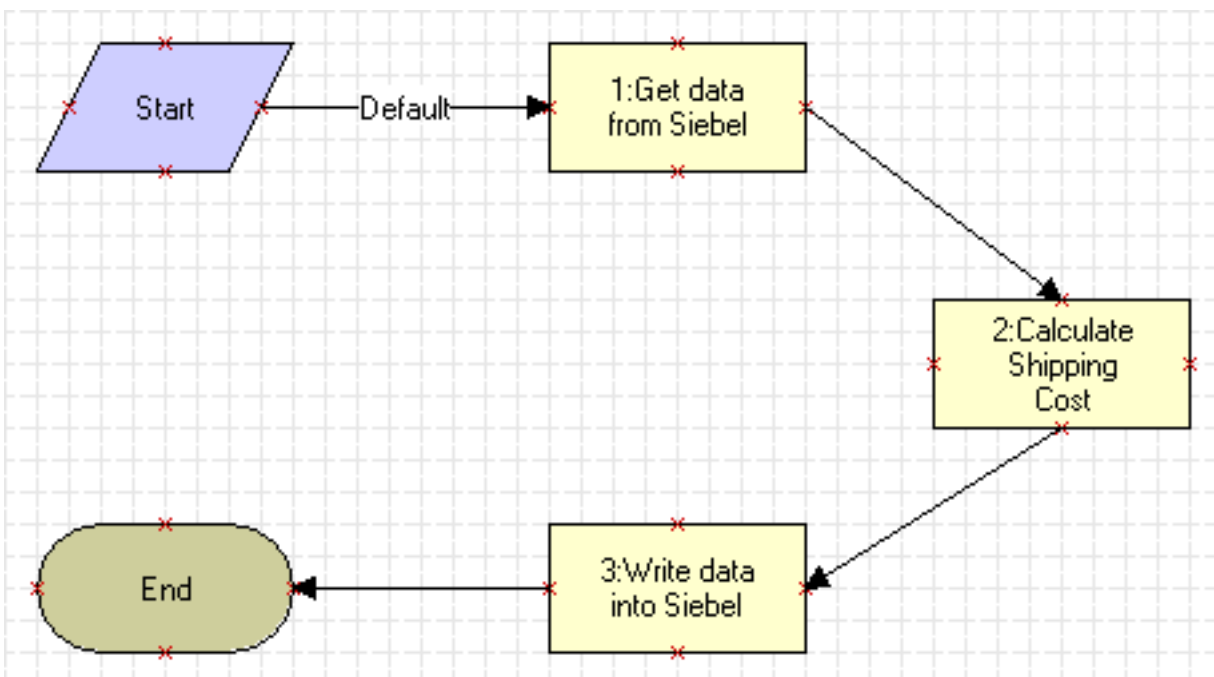 Start
Default
1:Get data
from Siebel
2:Calculate
Shipping
Cost
3:Write data
into Siebel
End